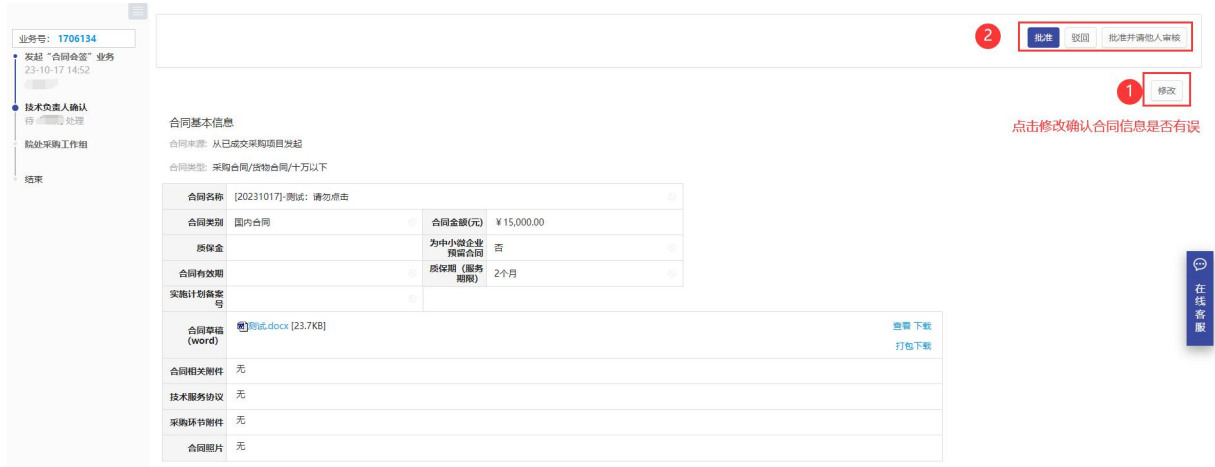 业务号: 1706134
发起“合同会签”业务
23-10-17 14:52
技术负责人确认
待 处理
院处采购工作组
结束
2
批准 驳回 批准并请他人审核
1
修改
点击修改确认合同信息是否有误
合同基本信息
合同来源: 从已成交采购项目发起
合同类型: 采购合同/货物合同/十万以下
合同名称 [20231017]-测试：请勿点击
合同类别 国内合同 合同金额(元) ¥15,000.00
质保金 为中小微企业预留合同 否
合同有效期 质保期（服务期限） 2个月
实施计划备案号
合同草稿(word) 测试.docx [23.7KB] 查看 下载
打包下载
合同相关附件 无
技术服务协议 无
采购环节附件 无
合同照片 无
在线客服